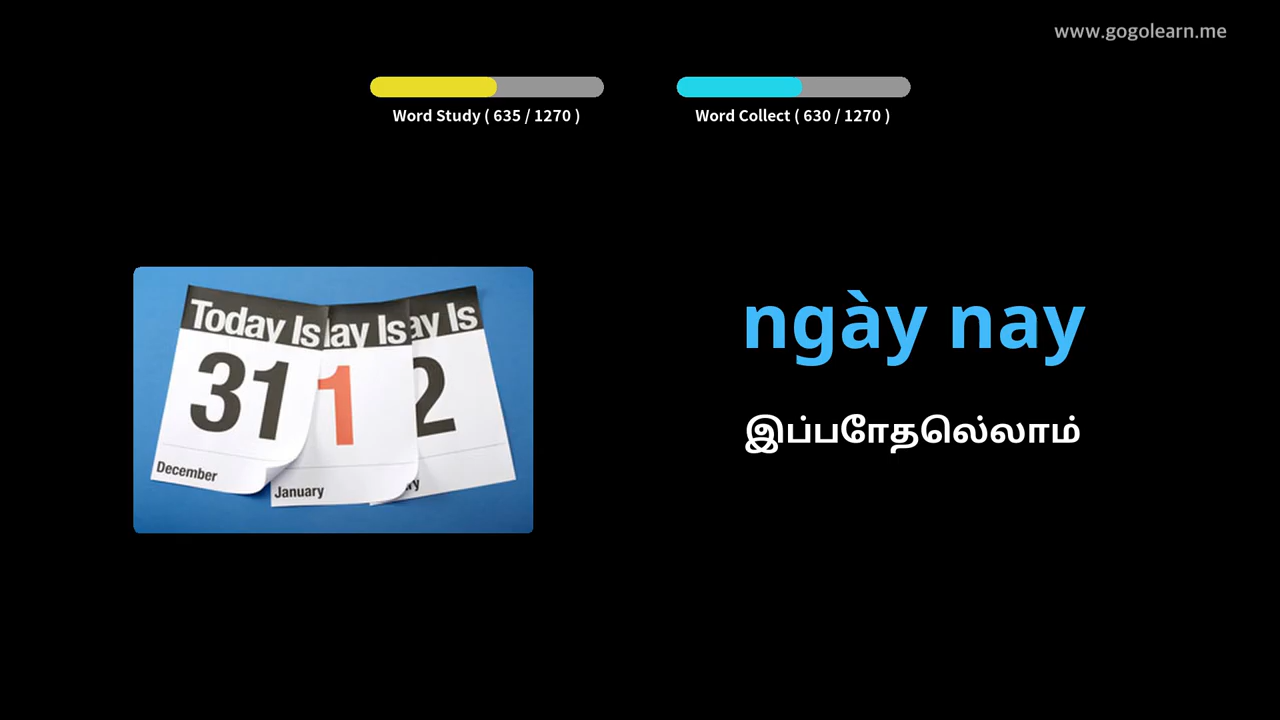 www.gogolearn.me
Word Study ( 635 / 1270 )
Word Collect ( 630 / 1270 )
Today Is
ay Is
ay Is
31
1
2
December
January
ry
ngày nay
இப்போதெல்லாம்